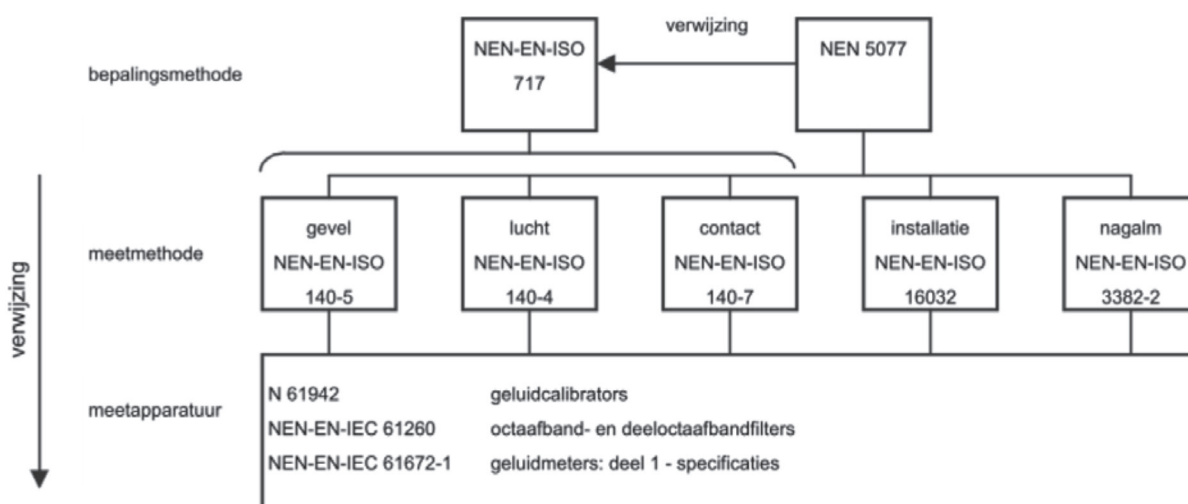 verwijzing
NEN-EN-ISO
717
NEN 5077
bepalingsmethode
gevel
NEN-EN-ISO
140-5
lucht
NEN-EN-ISO
140-4
contact
NEN-EN-ISO
140-7
installatie
NEN-EN-ISO
16032
nagalm
NEN-EN-ISO
3382-2
meetmethode
verwijzing
meetapparatuur
N 61942 geluidcalibrators
NEN-EN-IEC 61260 octaafband- en deeloctaafbandfilters
NEN-EN-IEC 61672-1 geluidmeters: deel 1 - specificaties